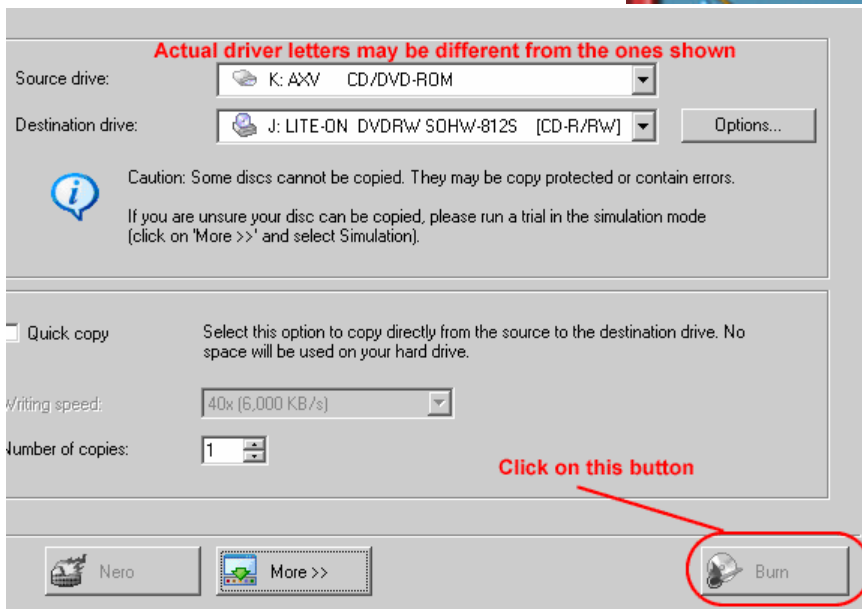 Actual driver letters may be different from the ones shown
Source drive: K: AXV CD/DVD-ROM
Destination drive: J: LITE-ON DVDRW SOHW-812S [CD-R/RW] Options...
Caution: Some discs cannot be copied. They may be copy protected or contain errors.
If you are unsure your disc can be copied, please run a trial in the simulation mode
(click on 'More >>' and select Simulation).
Quick copy Select this option to copy directly from the source to the destination drive. No
space will be used on your hard drive.
Writing speed: 40x (6,000 KB/s)
Number of copies: 1
Click on this button
Nero More >> Burn